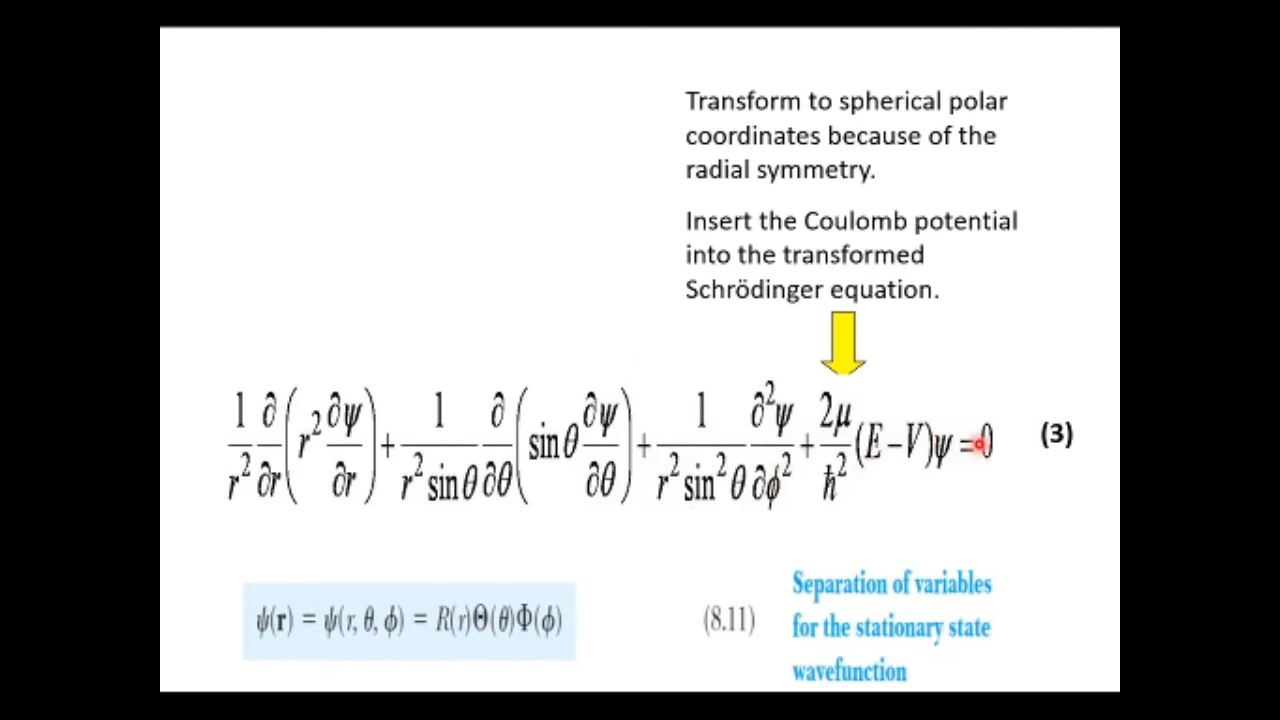 Transform to spherical polar
coordinates because of the
radial symmetry.
Insert the Coulomb potential
into the transformed
Schrödinger equation.
1/r² ∂/∂r (r² ∂ψ/∂r) + 1/(r² sinθ) ∂/∂θ (sinθ ∂ψ/∂θ) + 1/(r² sin² θ) ∂²ψ/∂ϕ² + 2μ/ħ² (E − V)ψ = 0 (3)
ψ(r) = ψ(r, θ, ϕ) = R(r)Θ(θ)Φ(ϕ) (8.11)
Separation of variables
for the stationary state
wavefunction